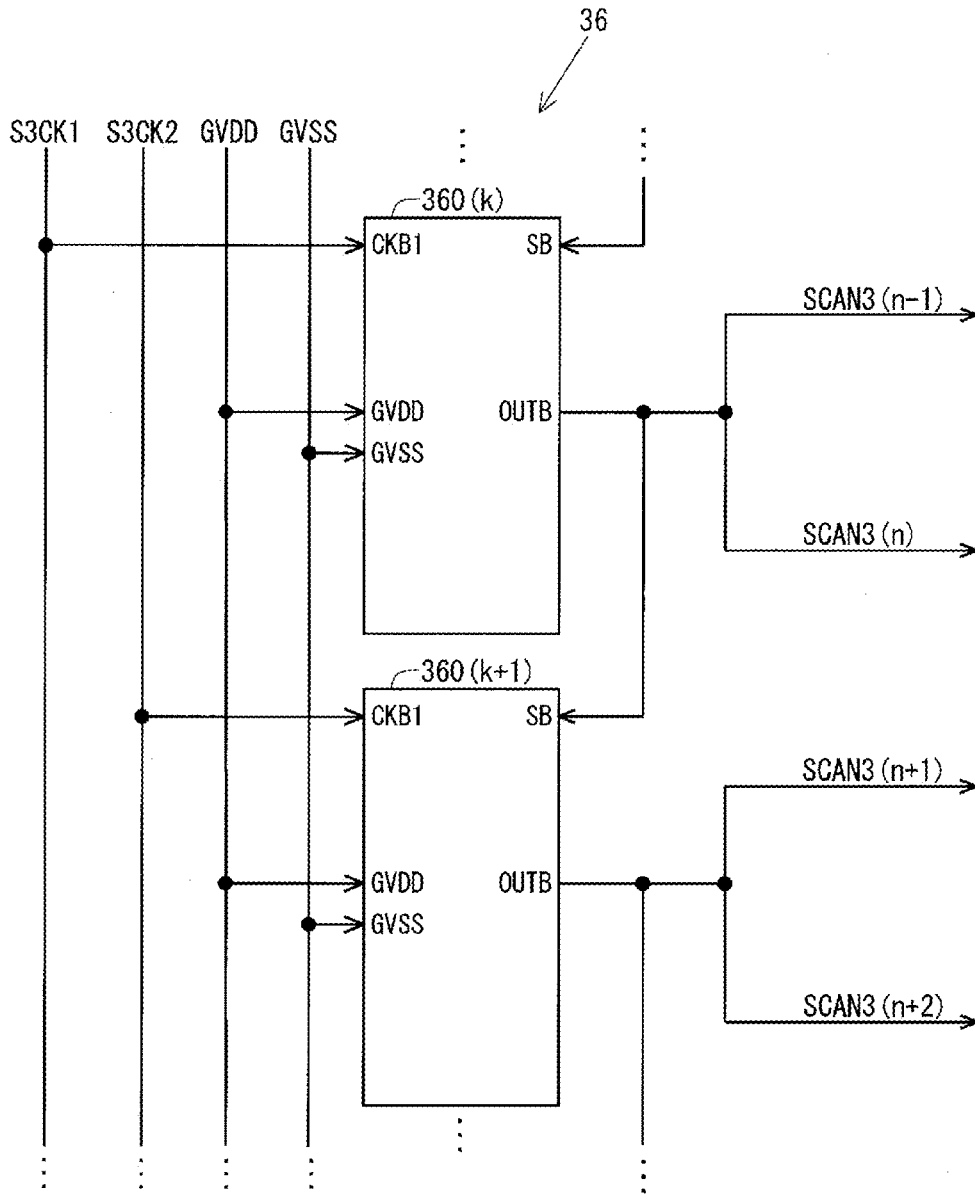 36
S3CK1 S3CK2 GVDD GVSS
360(k)
CKB1 SB
SCAN3(n-1)
GVDD OUTB
GVSS
SCAN3(n)
360(k+1)
CKB1 SB
SCAN3(n+1)
GVDD OUTB
GVSS
SCAN3(n+2)